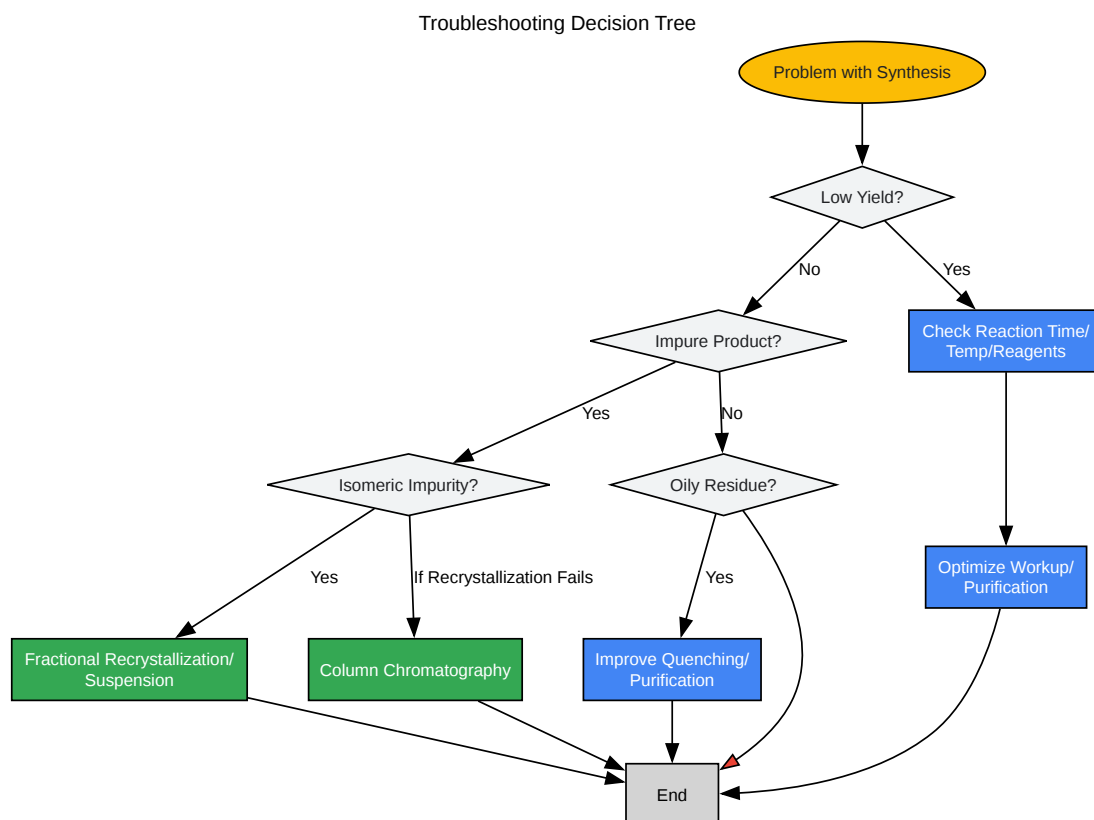 Troubleshooting Decision Tree
Problem with Synthesis
Low Yield?
No
Yes
Impure Product?
Check Reaction Time/
Temp/Reagents
Yes
No
Isomeric Impurity?
Oily Residue?
Yes
If Recrystallization Fails
Yes
Optimize Workup/
Purification
Fractional Recrystallization/
Suspension
Column Chromatography
Improve Quenching/
Purification
End